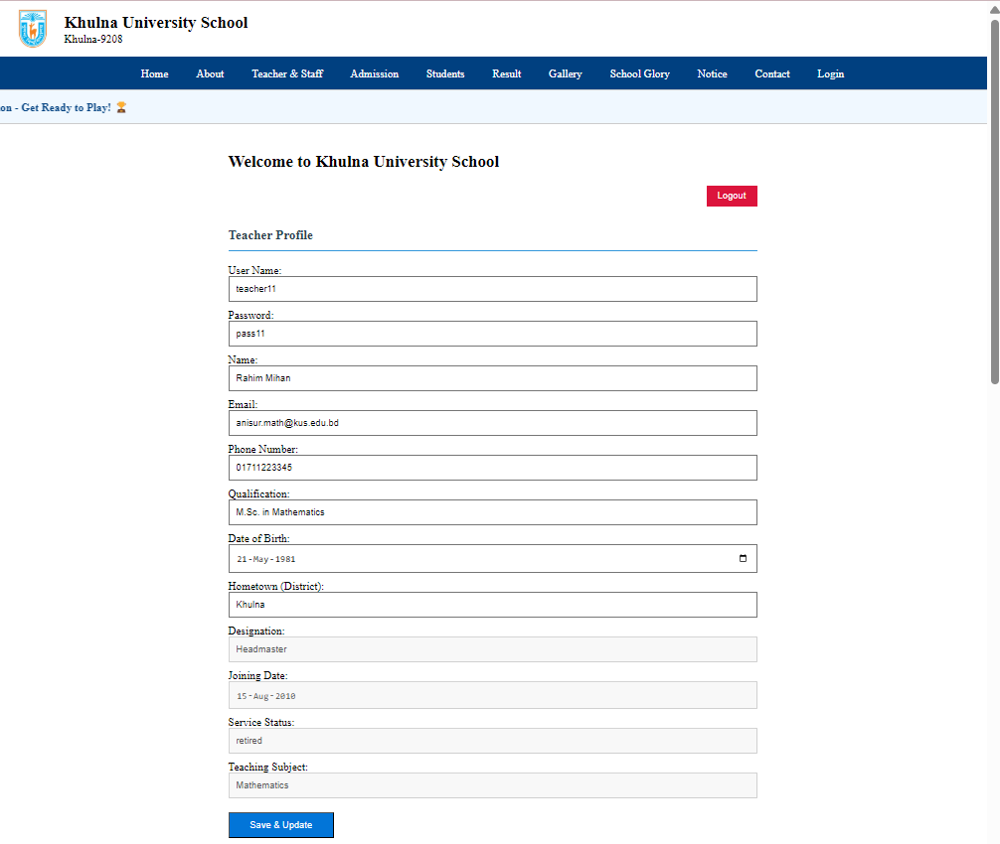 Khulna University School
Khulna-9208
Home About Teacher & Staff Admission Students Result Gallery School Glory Notice Contact Login
on - Get Ready to Play! 🏆
Welcome to Khulna University School
Logout
Teacher Profile
User Name:
teacher11
Password:
pass11
Name:
Rahim Mihan
Email:
anisur.math@kus.edu.bd
Phone Number:
01711223345
Qualification:
M.Sc. in Mathematics
Date of Birth:
21-May-1981
Hometown (District):
Khulna
Designation:
Headmaster
Joining Date:
15-Aug-2010
Service Status:
retired
Teaching Subject:
Mathematics
Save & Update